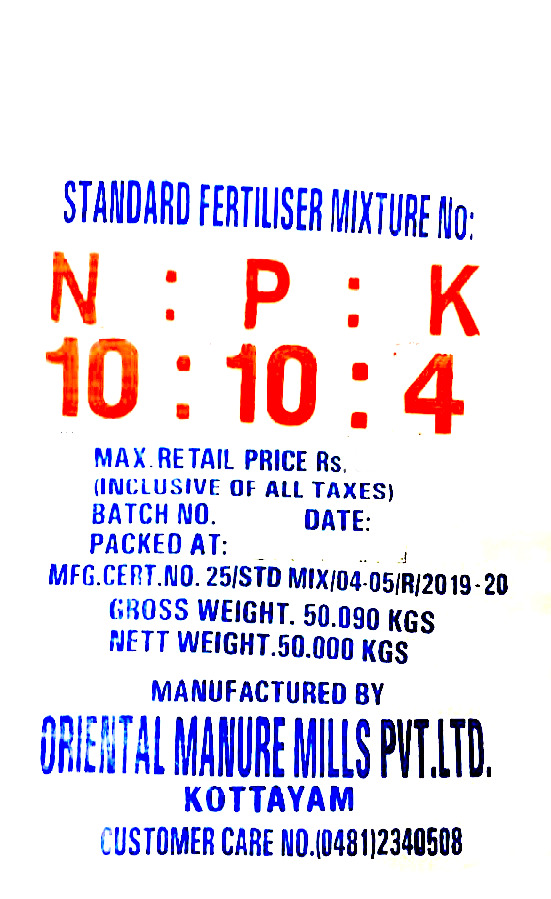 STANDARD FERTILISER MIXTURE No:
N : P : K
10 : 10 : 4
MAX. RETAIL PRICE Rs.
(INCLUSIVE OF ALL TAXES)
BATCH NO. DATE:
PACKED AT:
MFG.CERT.NO. 25/STD MIX/04-05/R/2019-20
GROSS WEIGHT. 50.090 KGS
NETT WEIGHT.50.000 KGS
MANUFACTURED BY
ORIENTAL MANURE MILLS PVT.LTD.
KOTTAYAM
CUSTOMER CARE NO.(0481)2340508